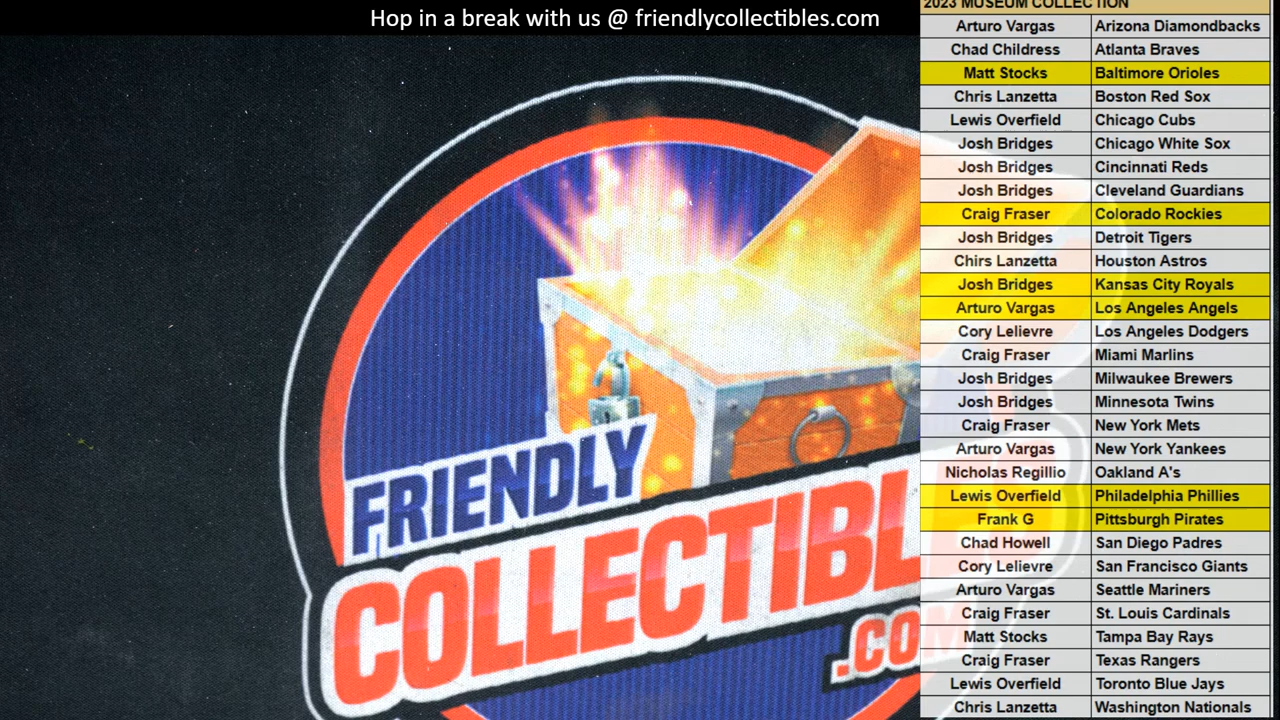 Hop in a break with us @ friendlycollectibles.com
2023 MUSEUM COLLECTION
Arturo Vargas Arizona Diamondbacks
Chad Childress Atlanta Braves
Matt Stocks Baltimore Orioles
Chris Lanzetta Boston Red Sox
Lewis Overfield Chicago Cubs
Josh Bridges Chicago White Sox
Josh Bridges Cincinnati Reds
Josh Bridges Cleveland Guardians
Craig Fraser Colorado Rockies
Josh Bridges Detroit Tigers
Chirs Lanzetta Houston Astros
Josh Bridges Kansas City Royals
Arturo Vargas Los Angeles Angels
Cory Lelievre Los Angeles Dodgers
Craig Fraser Miami Marlins
Josh Bridges Milwaukee Brewers
Josh Bridges Minnesota Twins
Craig Fraser New York Mets
Arturo Vargas New York Yankees
Nicholas Regillio Oakland A's
Lewis Overfield Philadelphia Phillies
Frank G Pittsburgh Pirates
Chad Howell San Diego Padres
Cory Lelievre San Francisco Giants
Arturo Vargas Seattle Mariners
Craig Fraser St. Louis Cardinals
Matt Stocks Tampa Bay Rays
Craig Fraser Texas Rangers
Lewis Overfield Toronto Blue Jays
Chris Lanzetta Washington Nationals
FRIENDLY
COLLECTIBLES
.COM